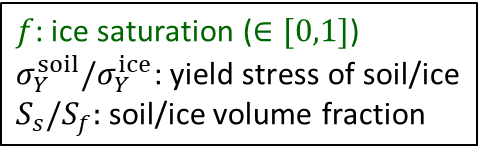 f: ice saturation (∈ [0,1])
σ_Y^soil/σ_Y^ice: yield stress of soil/ice
S_s/S_f: soil/ice volume fraction